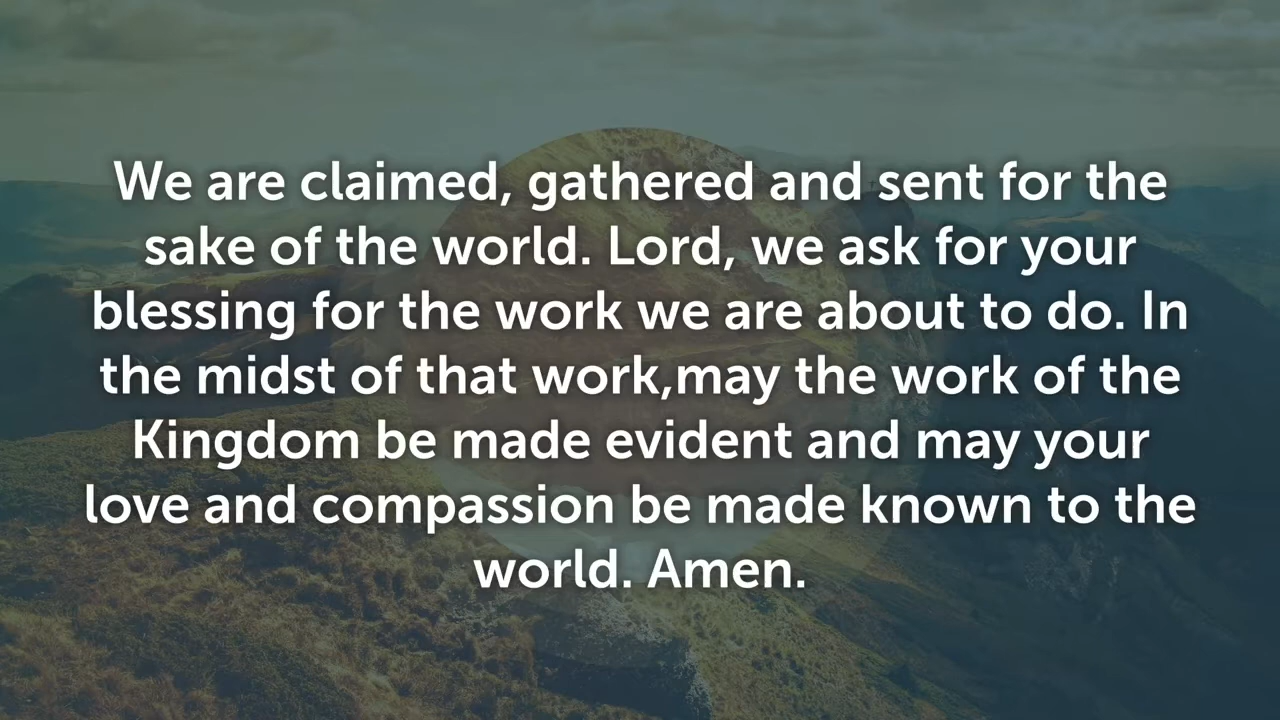 We are claimed, gathered and sent for the
sake of the world. Lord, we ask for your
blessing for the work we are about to do. In
the midst of that work,may the work of the
Kingdom be made evident and may your
love and compassion be made known to the
world. Amen.